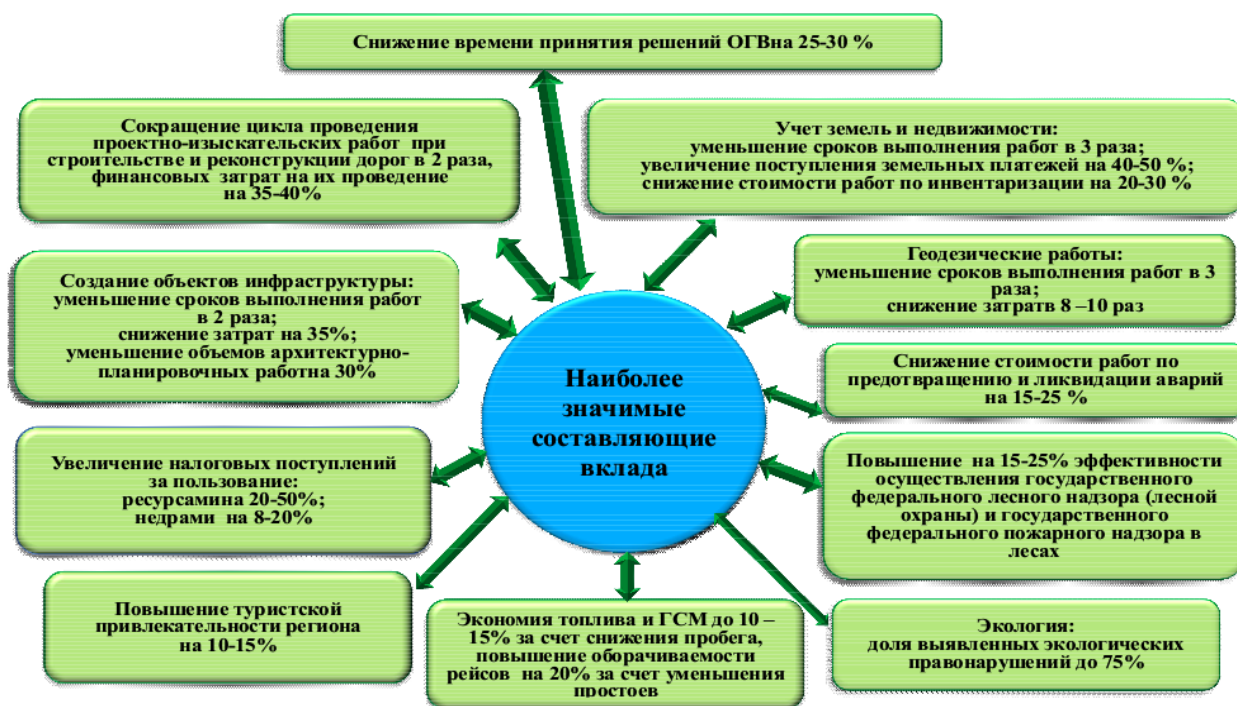 Снижение времени принятия решений ОГВна 25-30 %
Сокращение цикла проведения
проектно-изыскательских работ при
строительстве и реконструкции дорог в 2 раза,
финансовых затрат на их проведение
на 35-40%
Учет земель и недвижимости:
уменьшение сроков выполнения работ в 3 раза;
увеличение поступления земельных платежей на 40-50 %;
снижение стоимости работ по инвентаризации на 20-30 %
Создание объектов инфраструктуры:
уменьшение сроков выполнения работ
в 2 раза;
снижение затрат на 35%;
уменьшение объемов архитектурно-
планировочных работна 30%
Геодезические работы:
уменьшение сроков выполнения работ в 3
раза;
снижение затратв 8 –10 раз
Наиболее
значимые
составляющие
вклада
Снижение стоимости работ по
предотвращению и ликвидации аварий
на 15-25 %
Увеличение налоговых поступлений
за пользование:
ресурсамина 20-50%;
недрами на 8-20%
Повышение на 15-25% эффективности
осуществления государственного
федерального лесного надзора (лесной
охраны) и государственного
федерального пожарного надзора в
лесах
Повышение туристской
привлекательности региона
на 10-15%
Экономия топлива и ГСМ до 10 –
15% за счет снижения пробега,
повышение оборачиваемости
рейсов на 20% за счет уменьшения
простоев
Экология:
доля выявленных экологических
правонарушений до 75%